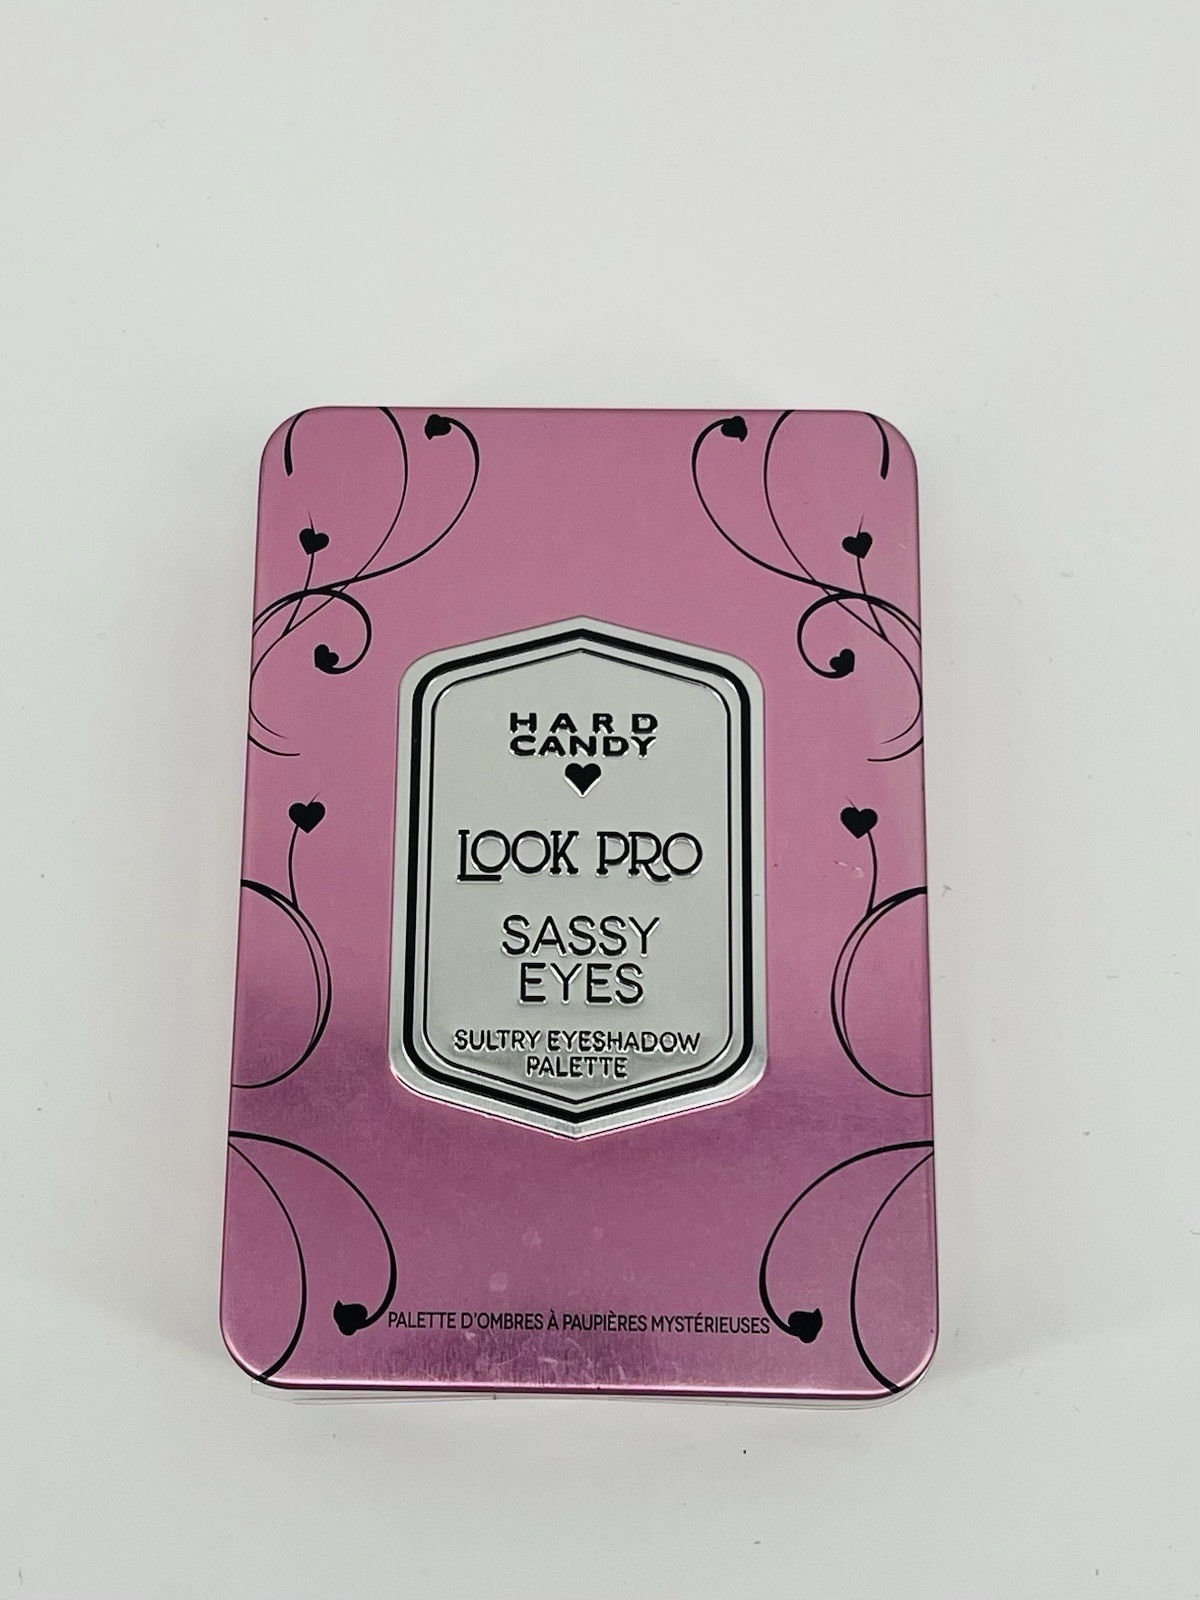 HARD
CANDY
LOOK PRO
SASSY
EYES
SULTRY EYESHADOW
PALETTE
PALETTE D'OMBRES À PAUPIÈRES MYSTÉRIEUSES